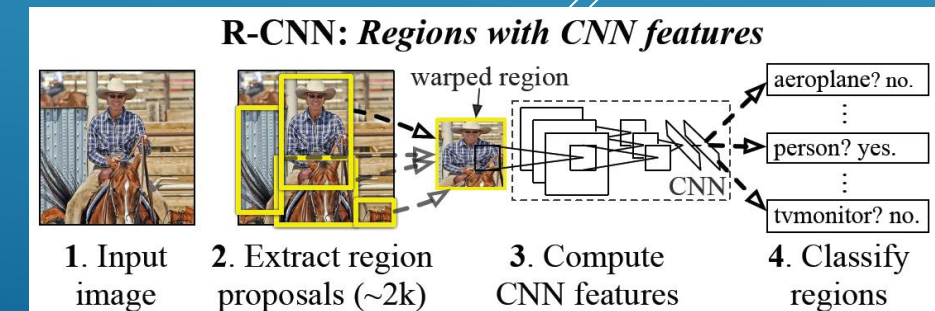 R-CNN: Regions with CNN features
warped region
aeroplane? no.
person? yes.
CNN
tvmonitor? no.
1. Input
image
2. Extract region
proposals (~2k)
3. Compute
CNN features
4. Classify
regions